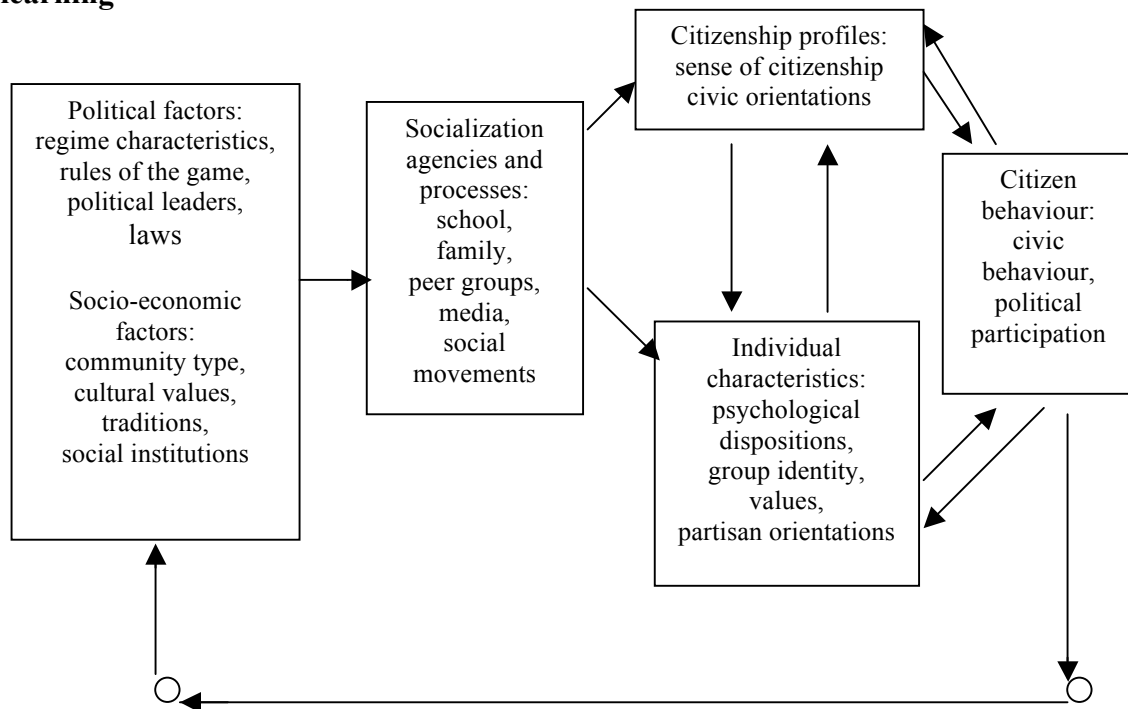 Political factors:
regime characteristics,
rules of the game,
political leaders,
laws
Socio-economic
factors:
community type,
cultural values,
traditions,
social institutions
Socialization
agencies and
processes:
school,
family,
peer groups,
media,
social
movements
Citizenship profiles:
sense of citizenship
civic orientations
Individual
characteristics:
psychological
dispositions,
group identity,
values,
partisan orientations
Citizen
behaviour:
civic
behaviour,
political
participation